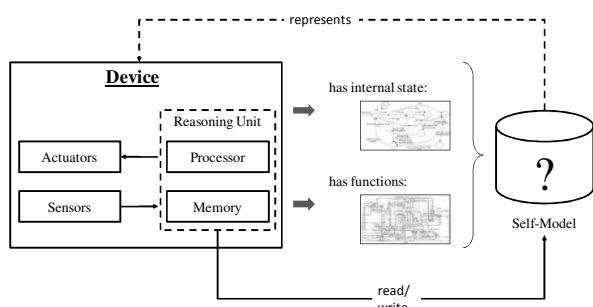 represents
Device
Reasoning Unit
Actuators
Processor
Sensors
Memory
has internal state:
has functions:
?
Self-Model
read/
write